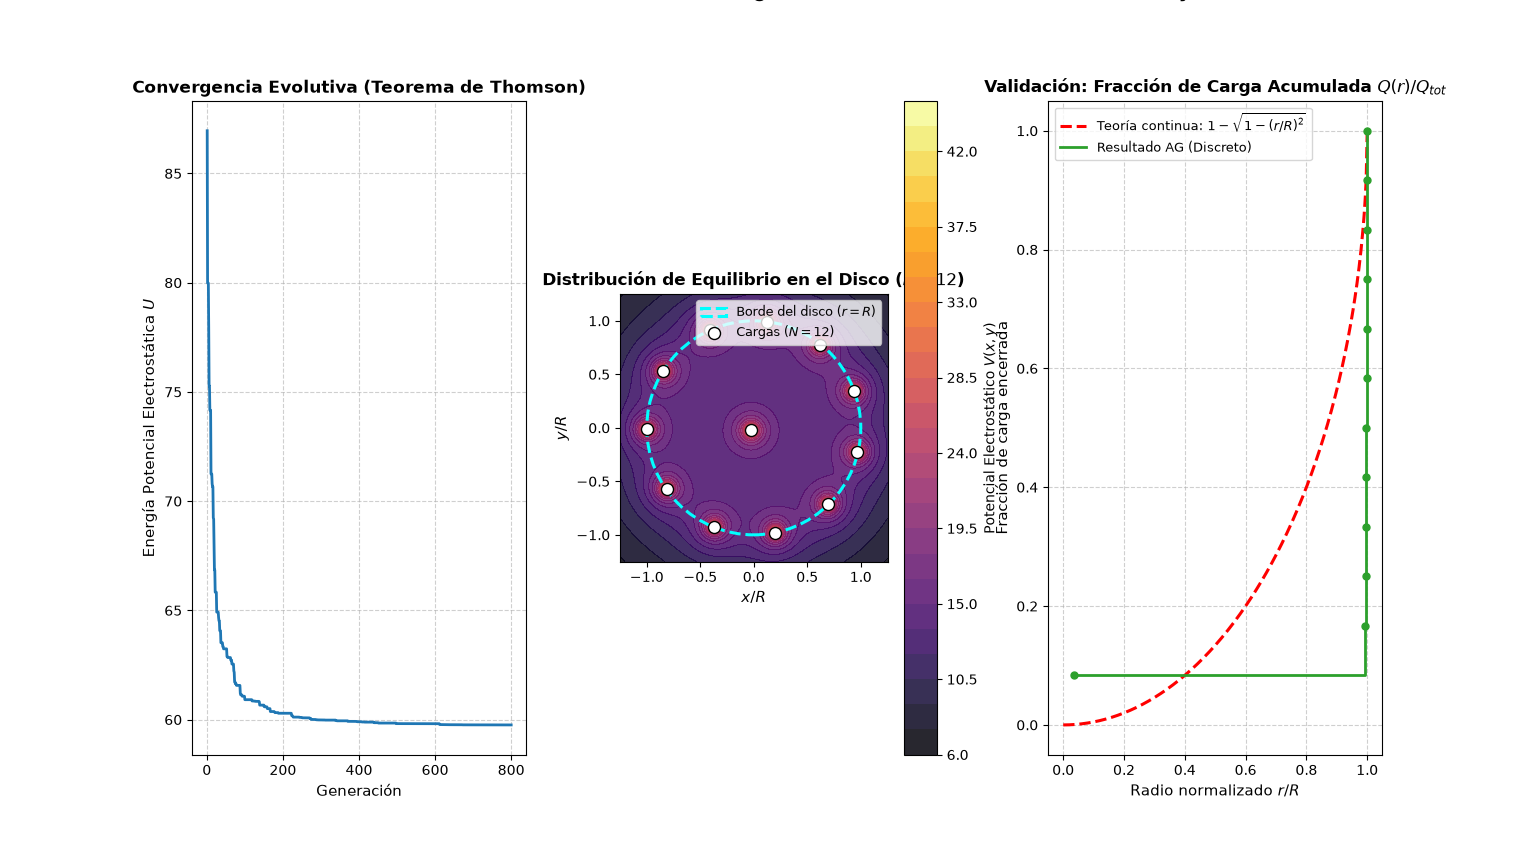 Convergencia Evolutiva (Teorema de Thomson)
85
80
75
70
65
60
0 200 400 600 800
Energía Potencial Electrostática U
Generación
Distribución de Equilibrio en el Disco ( 12)
Borde del disco (r = R)
Cargas (N = 12)
1.0
0.5
0.0
−0.5
−1.0
−1.0 −0.5 0.0 0.5 1.0
y/R
x/R
42.0
37.5
33.0
28.5
24.0
19.5
15.0
10.5
6.0
Potencial Electrostático V(x, y)
Validación: Fracción de Carga Acumulada Q(r)/Q_tot
Teoría continua: 1 − √1 − (r/R)²
Resultado AG (Discreto)
1.0
0.8
0.6
0.4
0.2
0.0
0.0 0.2 0.4 0.6 0.8 1.0
Fracción de carga encerrada
Radio normalizado r/R